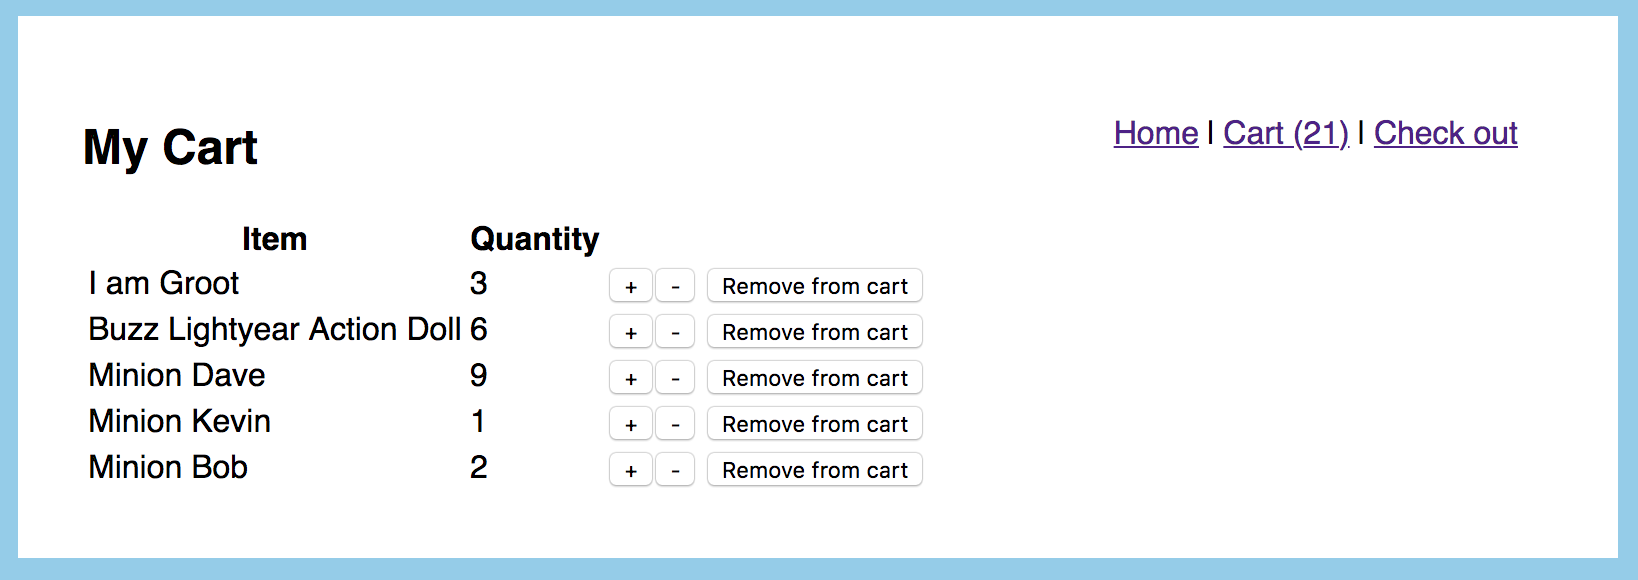 My Cart
Home | Cart (21) | Check out
Item Quantity
I am Groot 3 + - Remove from cart
Buzz Lightyear Action Doll 6 + - Remove from cart
Minion Dave 9 + - Remove from cart
Minion Kevin 1 + - Remove from cart
Minion Bob 2 + - Remove from cart